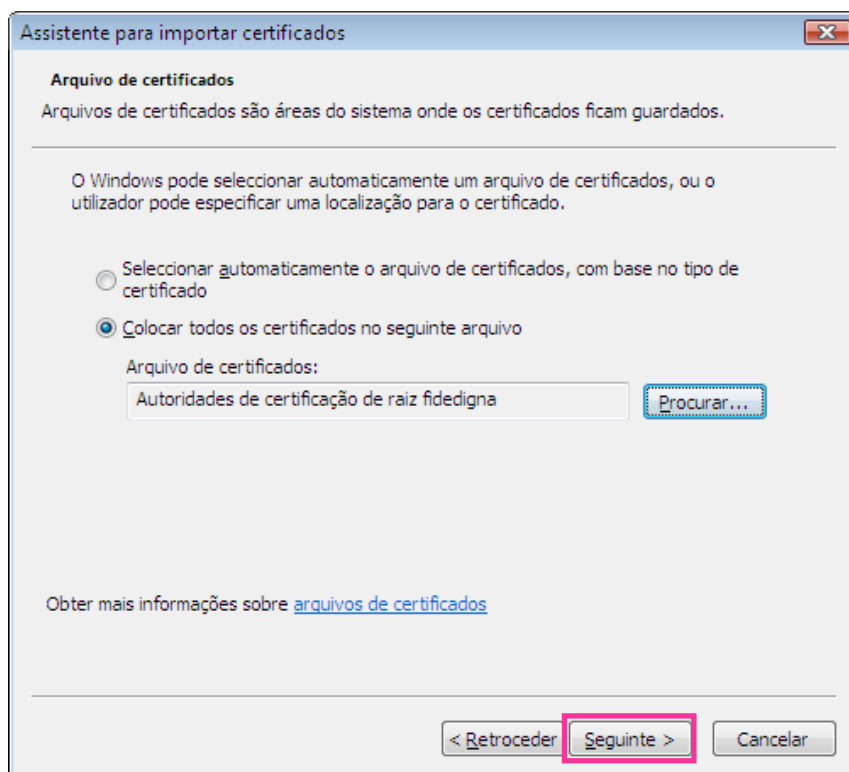 Assistente para importar certificados
Arquivo de certificados
Arquivos de certificados são áreas do sistema onde os certificados ficam guardados.
O Windows pode seleccionar automaticamente um arquivo de certificados, ou o
utilizador pode especificar uma localização para o certificado.
Seleccionar automaticamente o arquivo de certificados, com base no tipo de
certificado
Colocar todos os certificados no seguinte arquivo
Arquivo de certificados:
Autoridades de certificação de raiz fidedigna
Procurar...
Obter mais informações sobre arquivos de certificados
< Retroceder Seguinte > Cancelar